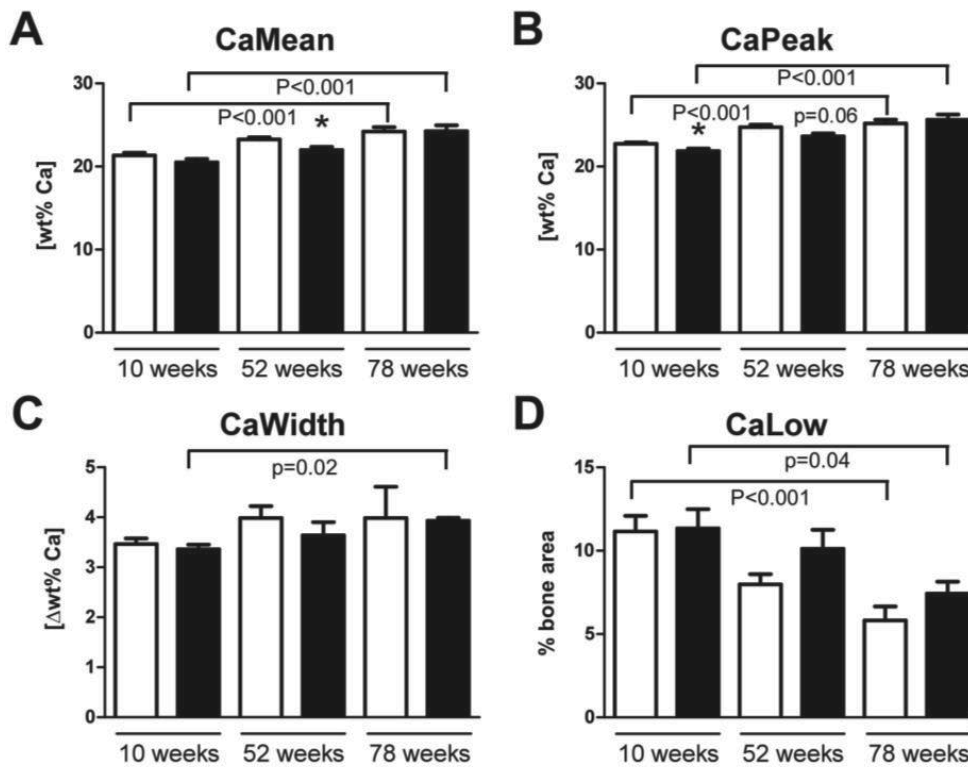 A
CaMean
P<0.001
P<0.001
*
[wt% Ca]
30
20
10
0
10 weeks
52 weeks
78 weeks
B
CaPeak
P<0.001
P<0.001
p=0.06
*
[wt% Ca]
30
20
10
0
10 weeks
52 weeks
78 weeks
C
CaWidth
p=0.02
[Δwt% Ca]
5
4
3
2
1
0
10 weeks
52 weeks
78 weeks
D
CaLow
p=0.04
P<0.001
% bone area
15
10
5
0
10 weeks
52 weeks
78 weeks